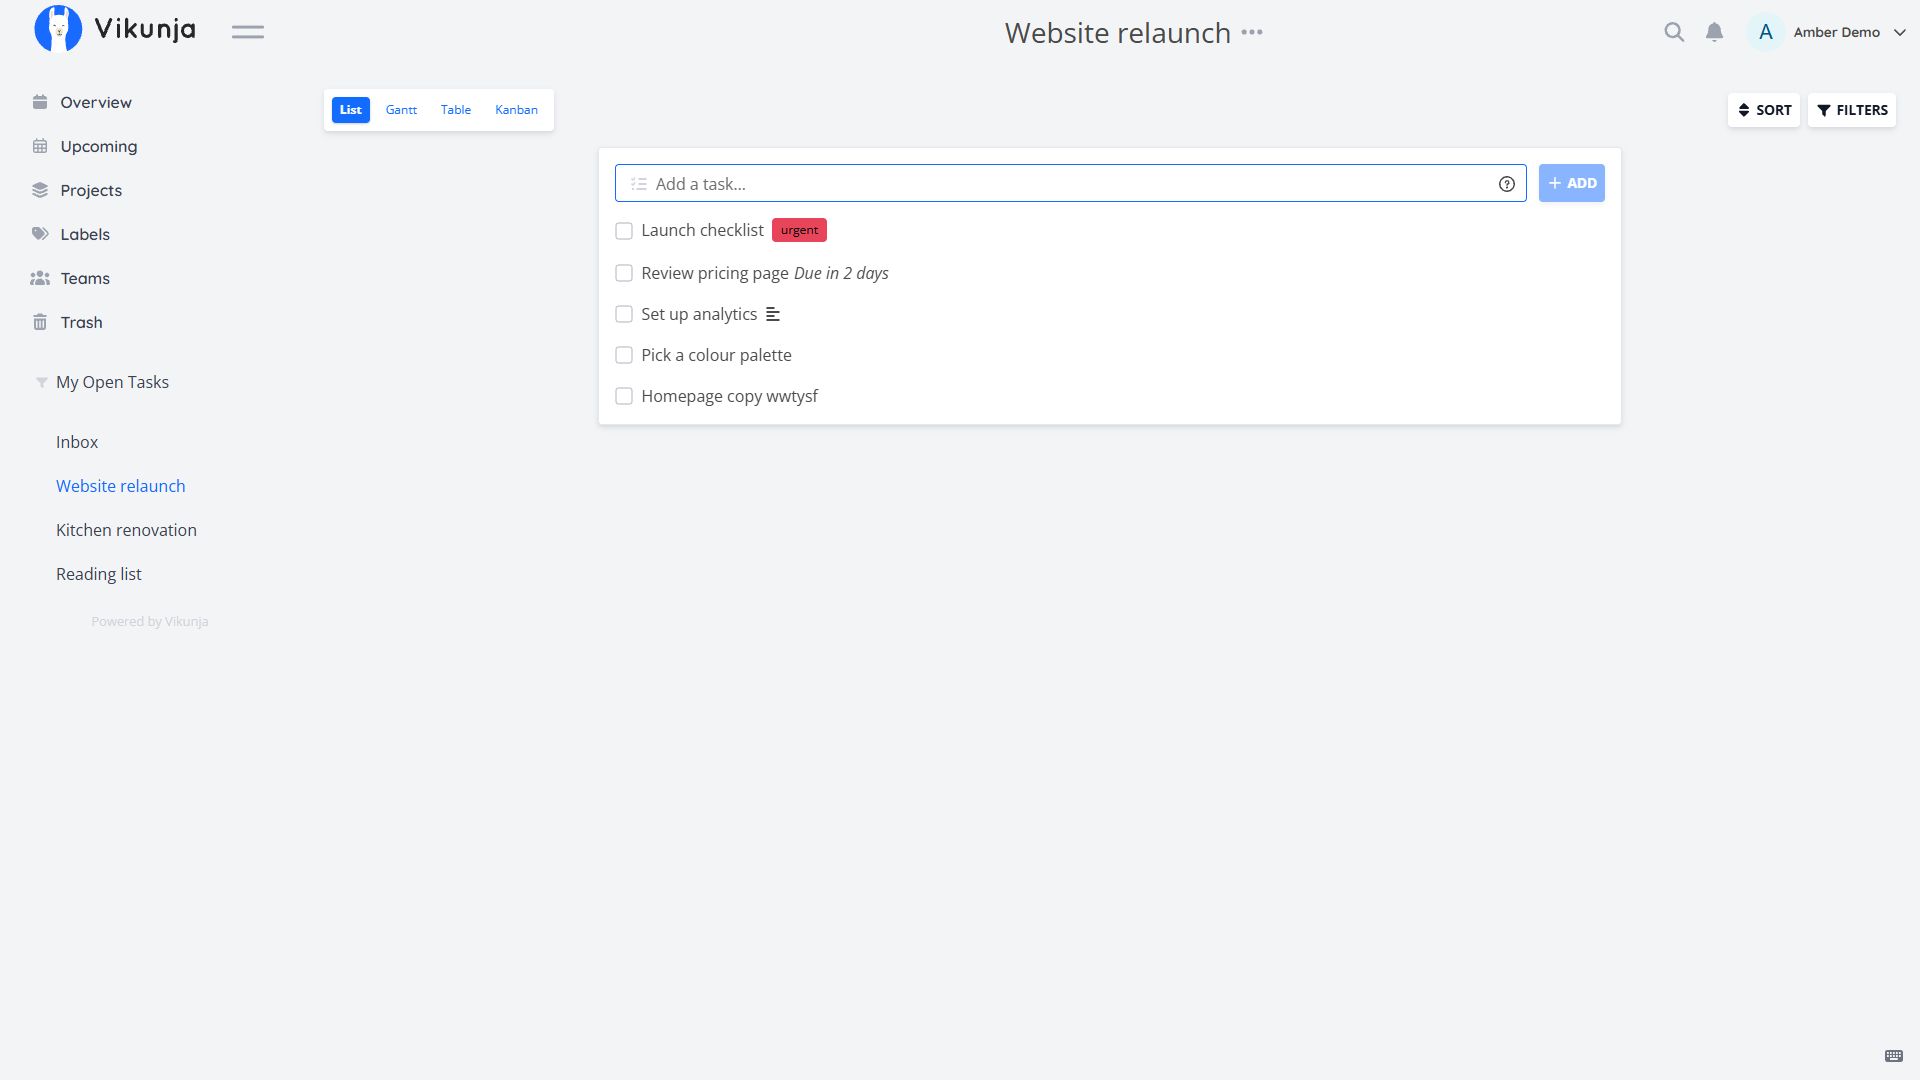 Vikunja
Website relaunch
A
Amber Demo
Overview
Upcoming
Projects
Labels
Teams
Trash
My Open Tasks
Inbox
Website relaunch
Kitchen renovation
Reading list
Powered by Vikunja
List Gantt Table Kanban
SORT FILTERS
Add a task...
ADD
Launch checklist urgent
Review pricing page Due in 2 days
Set up analytics
Pick a colour palette
Homepage copy wwtysf